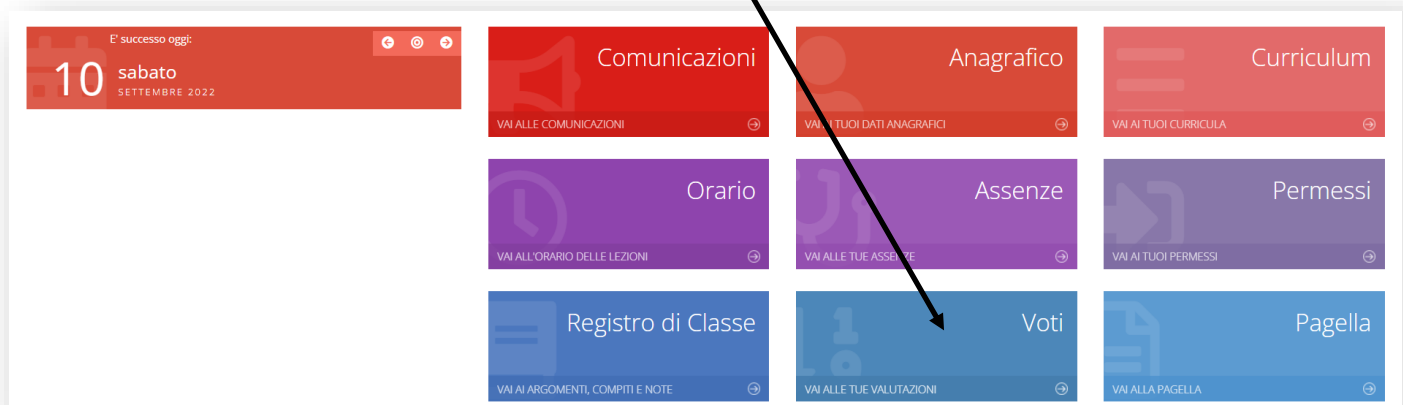 E' successo oggi:
10 sabato
SETTEMBRE 2022
Comunicazioni
VAI ALLE COMUNICAZIONI
Anagrafico
VAI AI TUOI DATI ANAGRAFICI
Curriculum
VAI AI TUOI CURRICULA
Orario
VAI ALL'ORARIO DELLE LEZIONI
Assenze
VAI ALLE TUE ASSENZE
Permessi
VAI AI TUOI PERMESSI
Registro di Classe
VAI AI ARGOMENTI, COMPITI E NOTE
Voti
VAI ALLE TUE VALUTAZIONI
Pagella
VAI ALLA PAGELLA